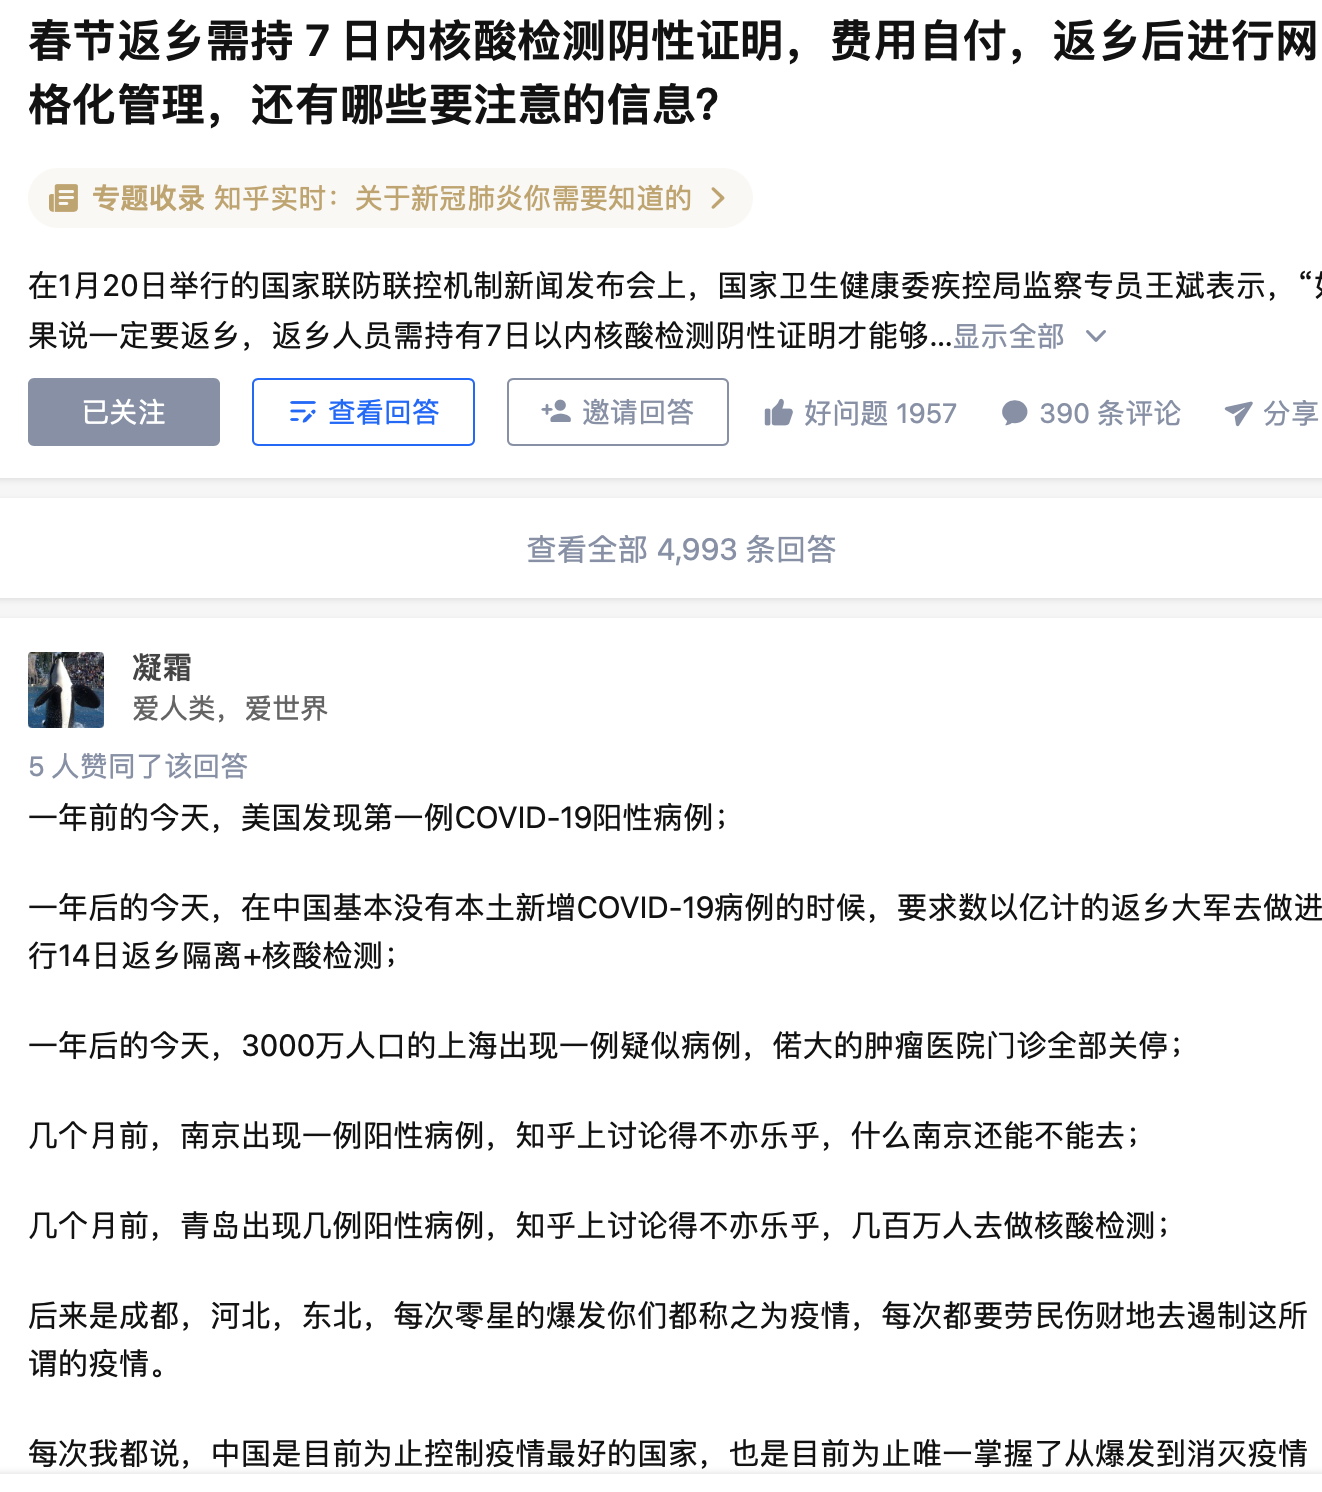 春节返乡需持 7 日内核酸检测阴性证明，费用自付，返乡后进行网
格化管理，还有哪些要注意的信息？
专题收录 知乎实时：关于新冠肺炎你需要知道的
在1月20日举行的国家联防联控机制新闻发布会上，国家卫生健康委疾控局监察专员王斌表示，“如
果说一定要返乡，返乡人员需持有7日以内核酸检测阴性证明才能够...显示全部
已关注 查看回答 邀请回答 好问题 1957 390 条评论 分享
查看全部 4,993 条回答
凝霜
爱人类，爱世界
5 人赞同了该回答
一年前的今天，美国发现第一例COVID-19阳性病例；
一年后的今天，在中国基本没有本土新增COVID-19病例的时候，要求数以亿计的返乡大军去做进
行14日返乡隔离+核酸检测；
一年后的今天，3000万人口的上海出现一例疑似病例，偌大的肿瘤医院门诊全部关停；
几个月前，南京出现一例阳性病例，知乎上讨论得不亦乐乎，什么南京还能不能去；
几个月前，青岛出现几例阳性病例，知乎上讨论得不亦乐乎，几百万人去做核酸检测；
后来是成都，河北，东北，每次零星的爆发你们都称之为疫情，每次都要劳民伤财地去遏制这所
谓的疫情。
每次我都说，中国是目前为止控制疫情最好的国家，也是目前为止唯一掌握了从爆发到消灭疫情